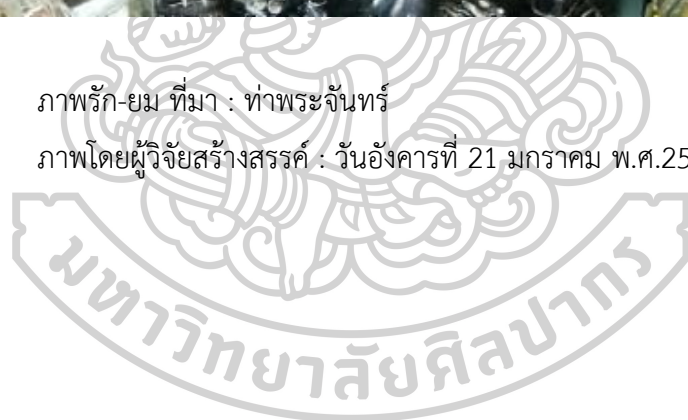 ภาพรัก-ยม ที่มา : ท่าพระจันทร์
ภาพโดยผู้วิจัยสร้างสรรค์ : วันอังคารที่ 21 มกราคม พ.ศ.25
มหาวิทยาลัยศิลปากร